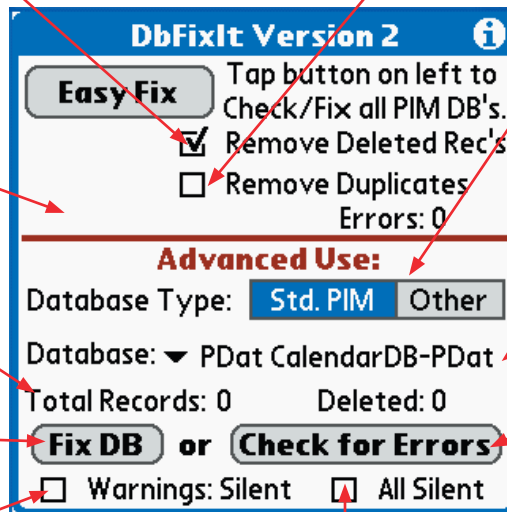 DbFixIt Version 2
Easy Fix Tap button on left to
Check/Fix all PIM DB's.
Remove Deleted Rec's
Remove Duplicates
Errors: 0
Advanced Use:
Database Type: Std. PIM Other
Database: PDat CalendarDB-PDat
Total Records: 0 Deleted: 0
Fix DB or Check for Errors
Warnings: Silent All Silent